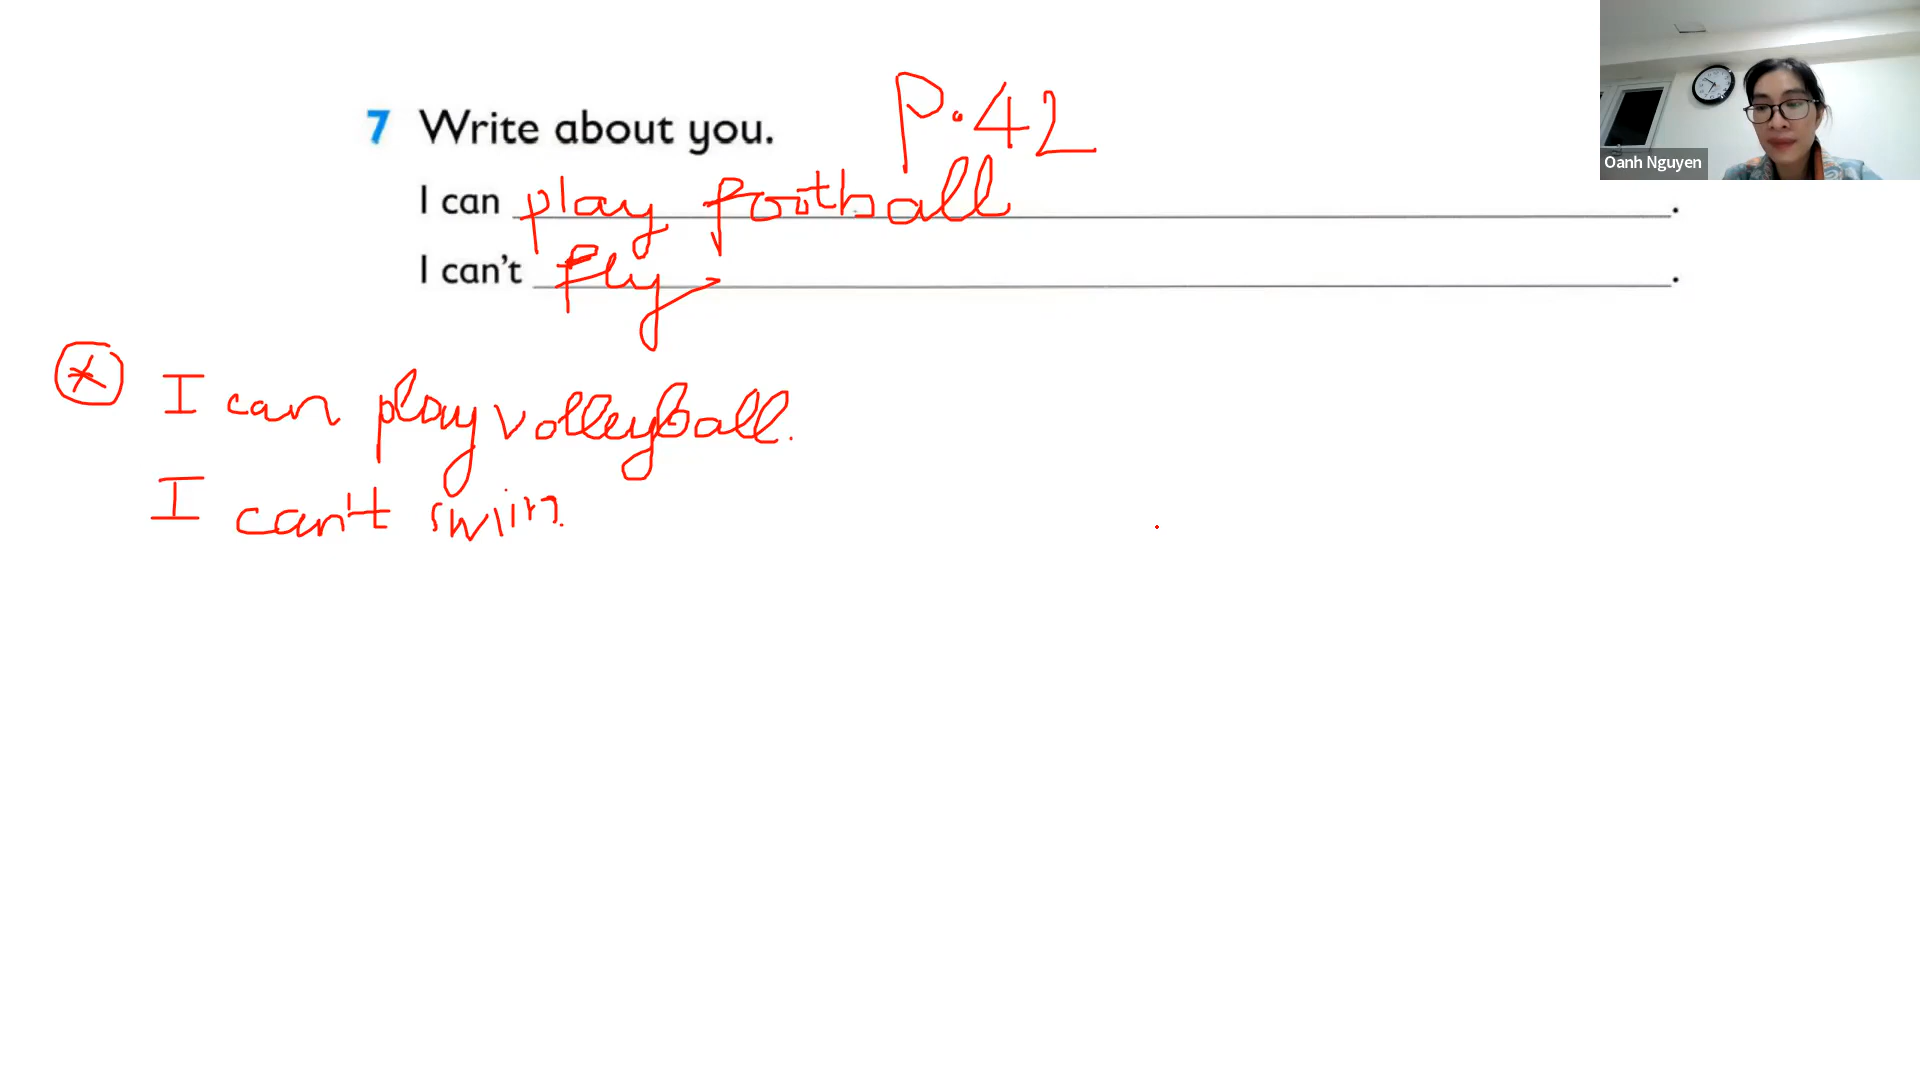 P.42
7 Write about you.
I can play football.
I can't fly.
* I can play volleyball.
I can't swim.
Oanh Nguyen